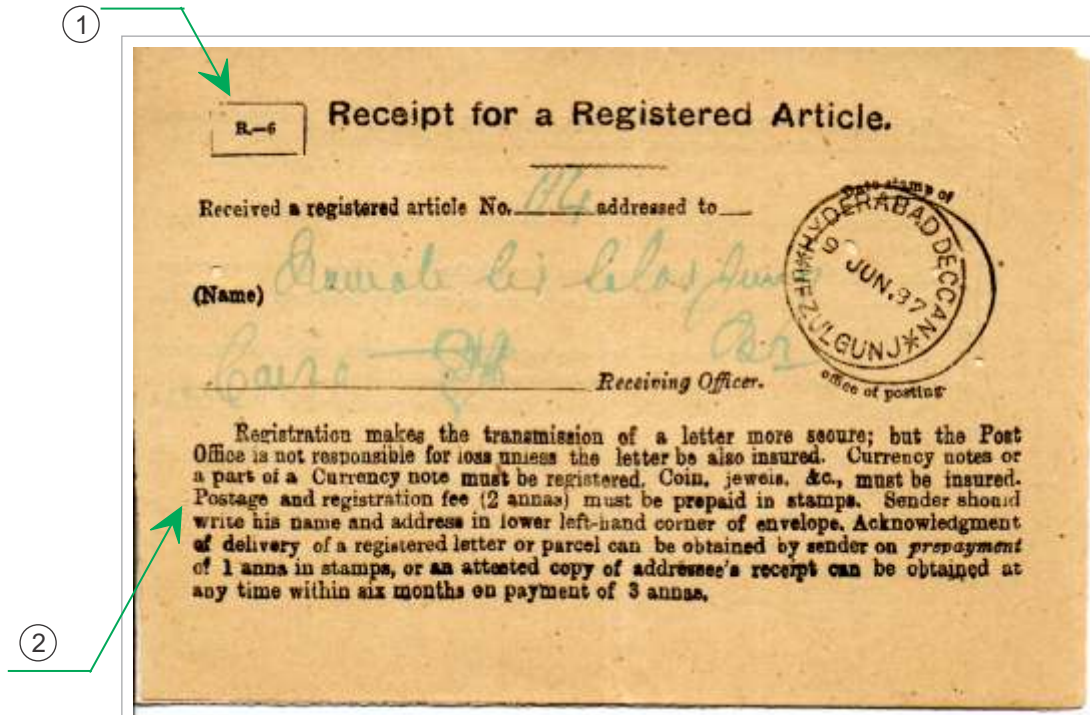 1
R.—6
Receipt for a Registered Article.
Received a registered article No. 114 addressed to
Date stamp of
HYDERABAD DECCAN
9 JUN. 97
UFZULGUNJ
office of posting
(Name)
Receiving Officer.
Registration makes the transmission of a letter more secure; but the Post
Office is not responsible for loss unless the letter be also insured. Currency notes or
a part of a Currency note must be registered. Coin, jewels, &c., must be insured.
Postage and registration fee (2 annas) must be prepaid in stamps. Sender should
write his name and address in lower left-hand corner of envelope. Acknowledgment
of delivery of a registered letter or parcel can be obtained by sender on prepayment
of 1 anna in stamps, or an attested copy of addressee's receipt can be obtained at
any time within six months on payment of 3 annas.
2